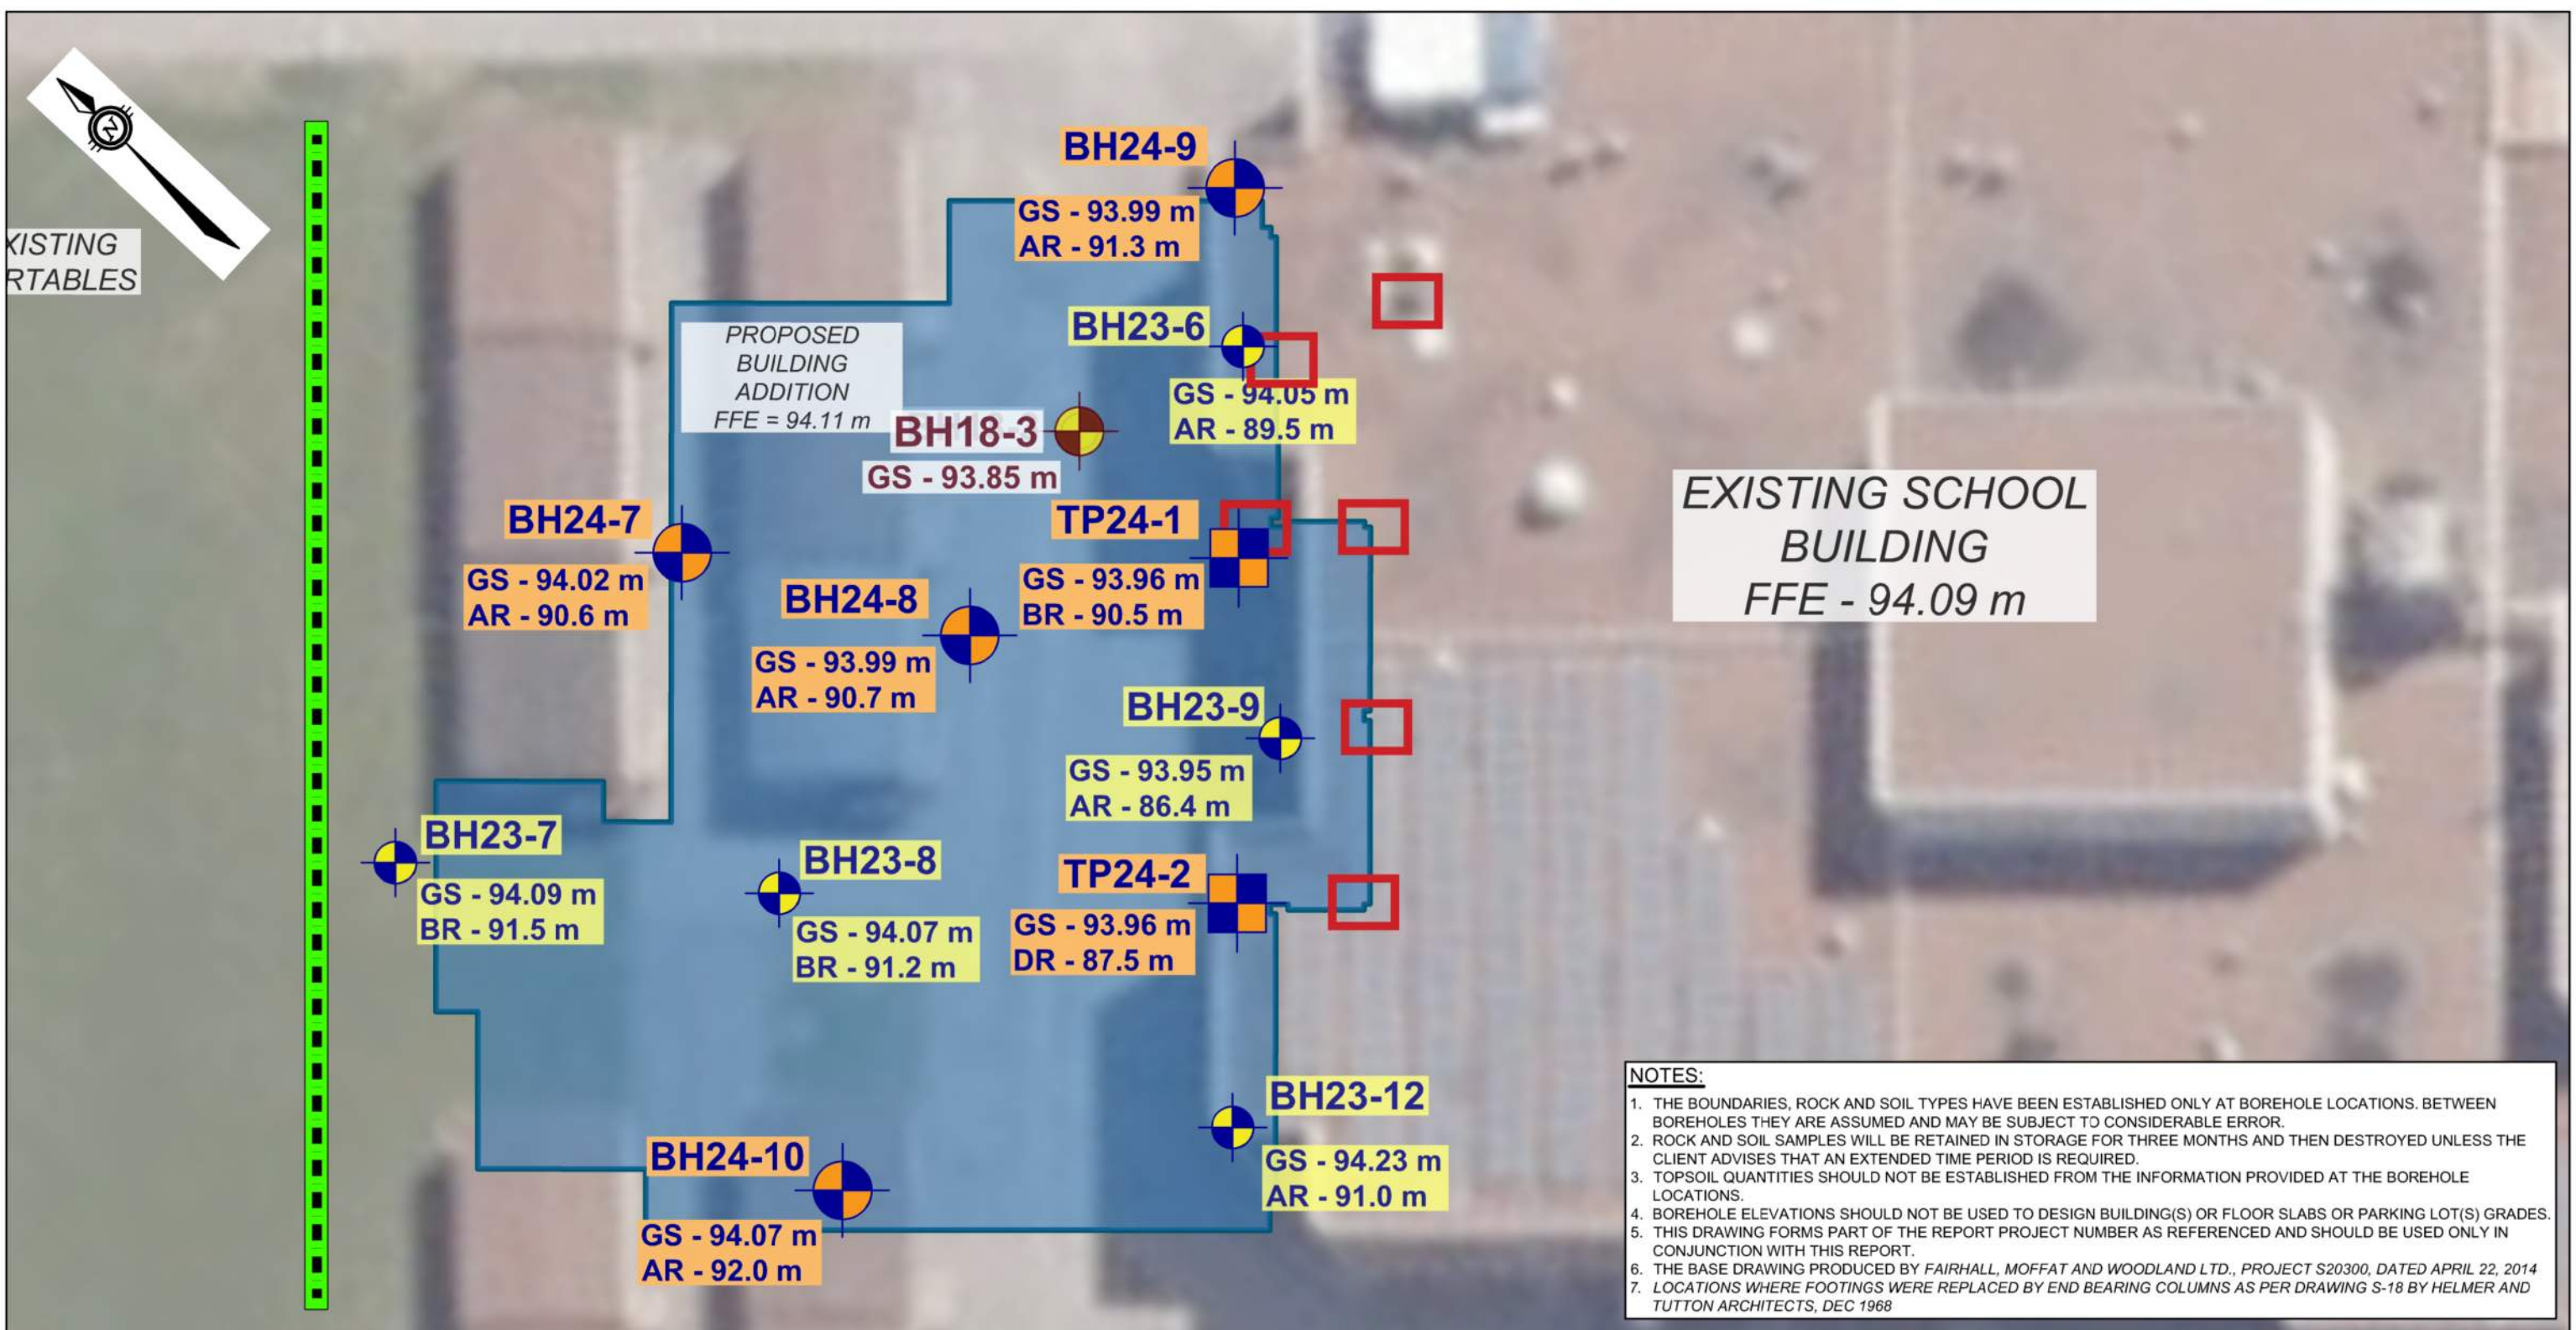 N
XISTING
RTABLES
BH24-9
GS - 93.99 m
AR - 91.3 m
BH23-6
GS - 94.05 m
AR - 89.5 m
PROPOSED
BUILDING
ADDITION
FFE = 94.11 m
BH18-3
GS - 93.85 m
BH24-7
GS - 94.02 m
AR - 90.6 m
TP24-1
GS - 93.96 m
BR - 90.5 m
BH24-8
GS - 93.99 m
AR - 90.7 m
EXISTING SCHOOL
BUILDING
FFE - 94.09 m
BH23-9
GS - 93.95 m
AR - 86.4 m
BH23-7
GS - 94.09 m
BR - 91.5 m
BH23-8
GS - 94.07 m
BR - 91.2 m
TP24-2
GS - 93.96 m
DR - 87.5 m
BH23-12
GS - 94.23 m
AR - 91.0 m
BH24-10
GS - 94.07 m
AR - 92.0 m
NOTES:
1. THE BOUNDARIES, ROCK AND SOIL TYPES HAVE BEEN ESTABLISHED ONLY AT BOREHOLE LOCATIONS. BETWEEN
BOREHOLES THEY ARE ASSUMED AND MAY BE SUBJECT TO CONSIDERABLE ERROR.
2. ROCK AND SOIL SAMPLES WILL BE RETAINED IN STORAGE FOR THREE MONTHS AND THEN DESTROYED UNLESS THE
CLIENT ADVISES THAT AN EXTENDED TIME PERIOD IS REQUIRED.
3. TOPSOIL QUANTITIES SHOULD NOT BE ESTABLISHED FROM THE INFORMATION PROVIDED AT THE BOREHOLE
LOCATIONS.
4. BOREHOLE ELEVATIONS SHOULD NOT BE USED TO DESIGN BUILDING(S) OR FLOOR SLABS OR PARKING LOT(S) GRADES.
5. THIS DRAWING FORMS PART OF THE REPORT PROJECT NUMBER AS REFERENCED AND SHOULD BE USED ONLY IN
CONJUNCTION WITH THIS REPORT.
6. THE BASE DRAWING PRODUCED BY FAIRHALL, MOFFAT AND WOODLAND LTD., PROJECT S20300, DATED APRIL 22, 2014
7. LOCATIONS WHERE FOOTINGS WERE REPLACED BY END BEARING COLUMNS AS PER DRAWING S-18 BY HELMER AND
TUTTON ARCHITECTS, DEC 1968